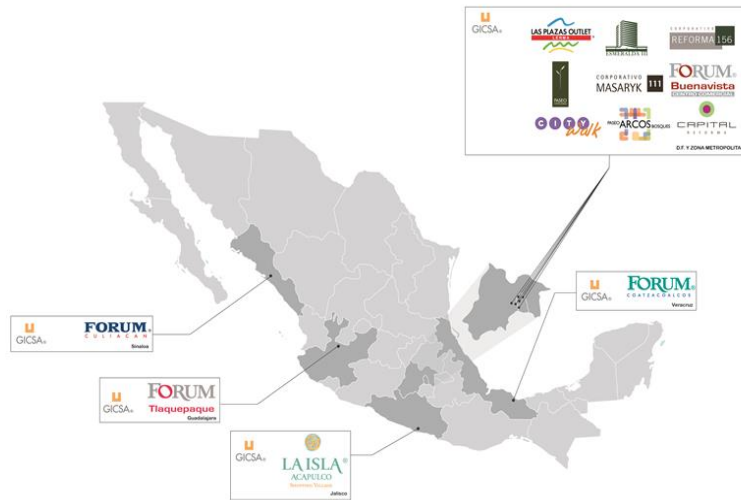 GICSA®
LAS PLAZAS OUTLET
LERMA
ESMERALDA
CORPORATIVO
REFORMA 156
PASEO
CORPORATIVO
MASARYK 111
FORUM®
Buenavista
CENTRO COMERCIAL
CITY
walk
PASEO
ARCOS
BOSQUES
CAPITAL
REFORMA
D.F. Y ZONA METROPOLITA
GICSA®
FORUM®
COATZACOALCOS
Veracruz
GICSA®
FORUM®
CULIACAN
Sinaloa
GICSA®
FORUM®
Tlaquepaque
Guadalajara
GICSA®
LA ISLA®
ACAPULCO
Jalisco